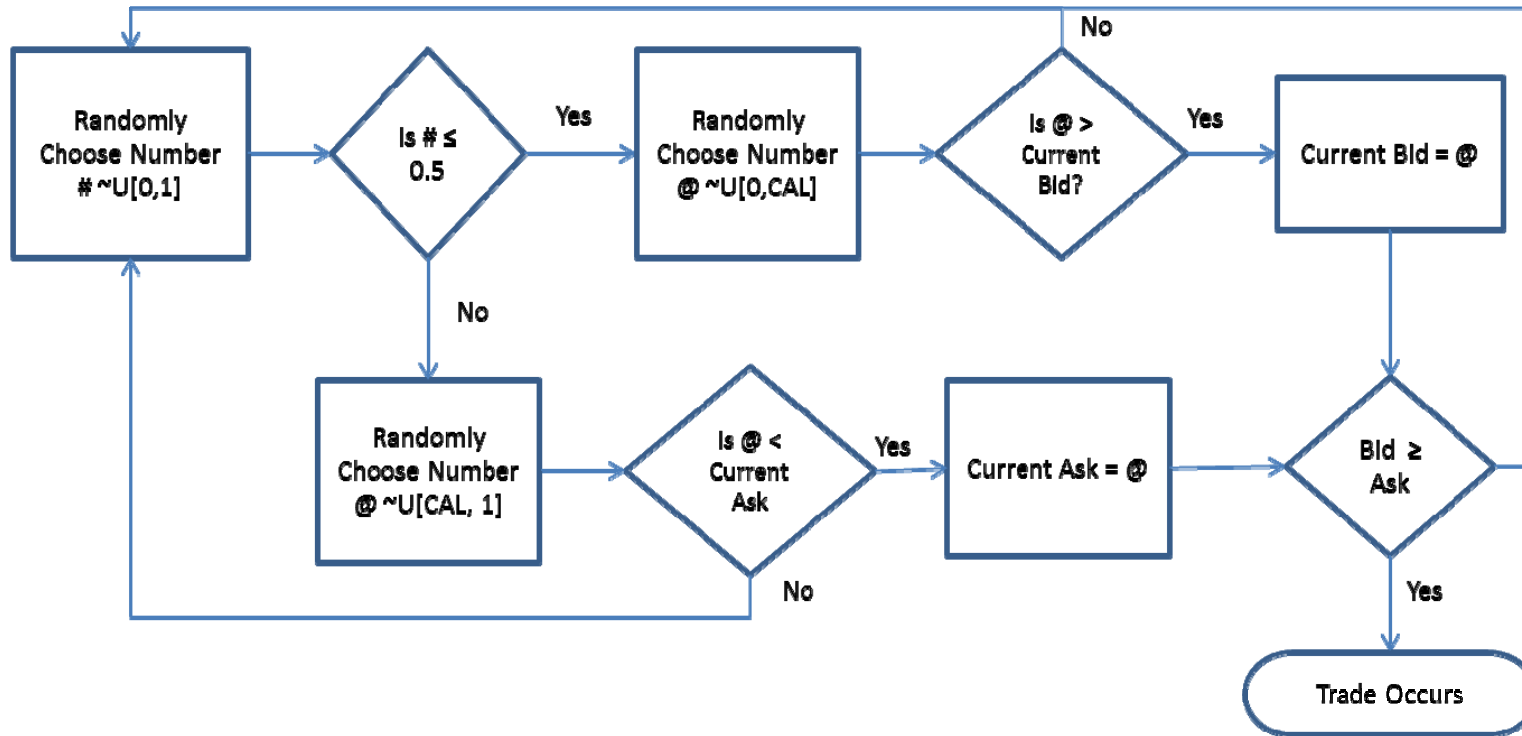 No
Randomly
Choose Number
# ~U[0,1]
Is # ≤
0.5
Yes
Randomly
Choose Number
@ ~U[0,CAL]
Is @ >
Current
Bid?
Yes
Current Bid = @
No
Randomly
Choose Number
@ ~U[CAL, 1]
Is @ <
Current
Ask
Yes
Current Ask = @
Bid ≥
Ask
No
Yes
Trade Occurs